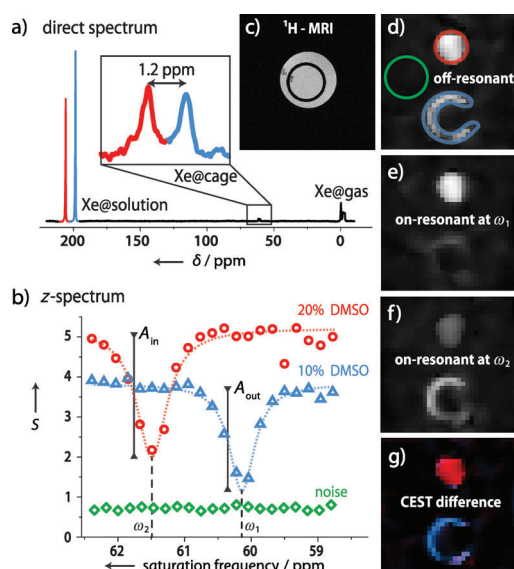 a) direct spectrum
1.2 ppm
Xe@cage
Xe@solution
Xe@gas
200 150 100 50 0
← δ / ppm
b) z-spectrum
20% DMSO
10% DMSO
A in
A out
noise
ω2 ω1
S
5
4
3
2
1
0
62 61 60 59
← saturation frequency / ppm
c) ¹H - MRI
d)
off-resonant
e)
on-resonant at ω1
f)
on-resonant at ω2
g)
CEST difference